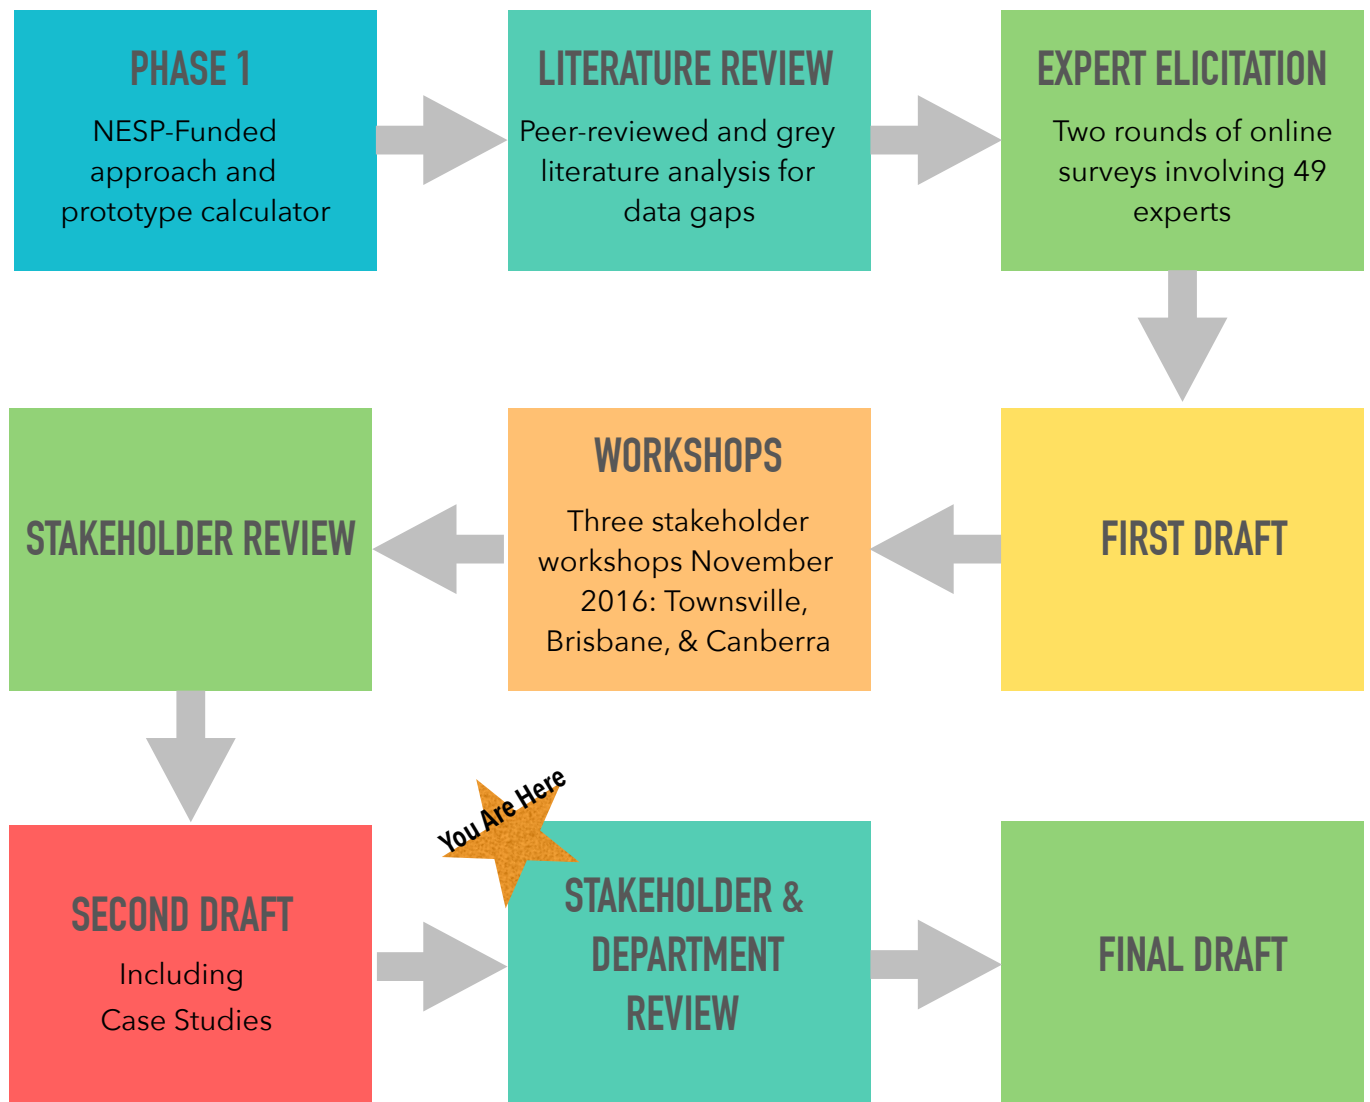 PHASE 1
NESP-Funded
approach and
prototype calculator
LITERATURE REVIEW
Peer-reviewed and grey
literature analysis for
data gaps
EXPERT ELICITATION
Two rounds of online
surveys involving 49
experts
FIRST DRAFT
WORKSHOPS
Three stakeholder
workshops November
2016: Townsville,
Brisbane, & Canberra
STAKEHOLDER REVIEW
SECOND DRAFT
Including
Case Studies
You Are Here
STAKEHOLDER &
DEPARTMENT
REVIEW
FINAL DRAFT